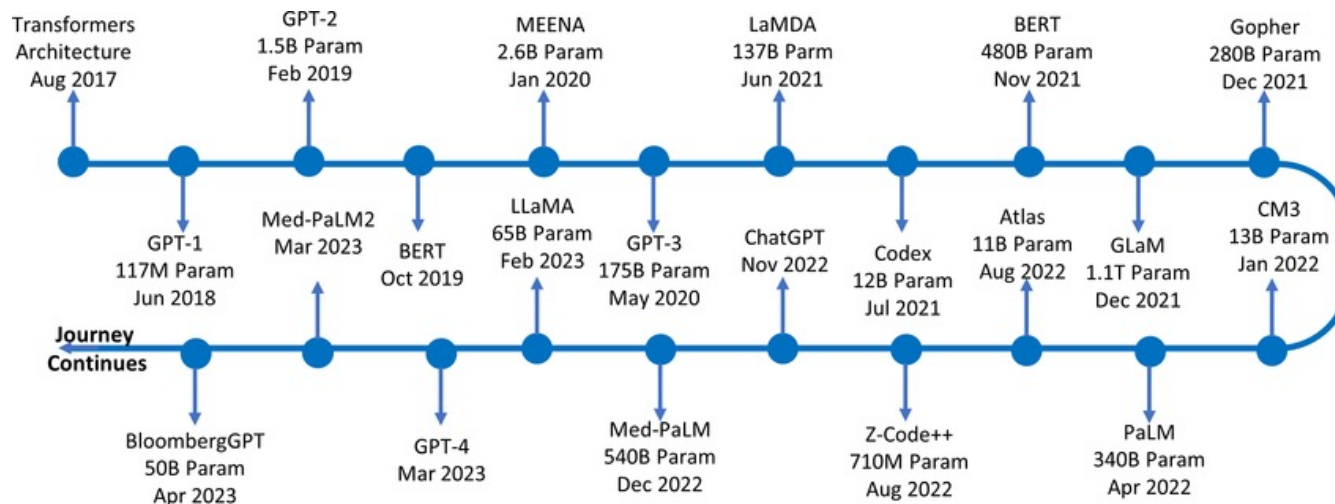 Transformers
Architecture
Aug 2017
GPT-1
117M Param
Jun 2018
GPT-2
1.5B Param
Feb 2019
BERT
Oct 2019
MEENA
2.6B Param
Jan 2020
GPT-3
175B Param
May 2020
LaMDA
137B Parm
Jun 2021
Codex
12B Param
Jul 2021
BERT
480B Param
Nov 2021
GLaM
1.1T Param
Dec 2021
Gopher
280B Param
Dec 2021
CM3
13B Param
Jan 2022
PaLM
340B Param
Apr 2022
Atlas
11B Param
Aug 2022
Z-Code++
710M Param
Aug 2022
ChatGPT
Nov 2022
Med-PaLM
540B Param
Dec 2022
LLaMA
65B Param
Feb 2023
GPT-4
Mar 2023
Med-PaLM2
Mar 2023
BloombergGPT
50B Param
Apr 2023
Journey
Continues